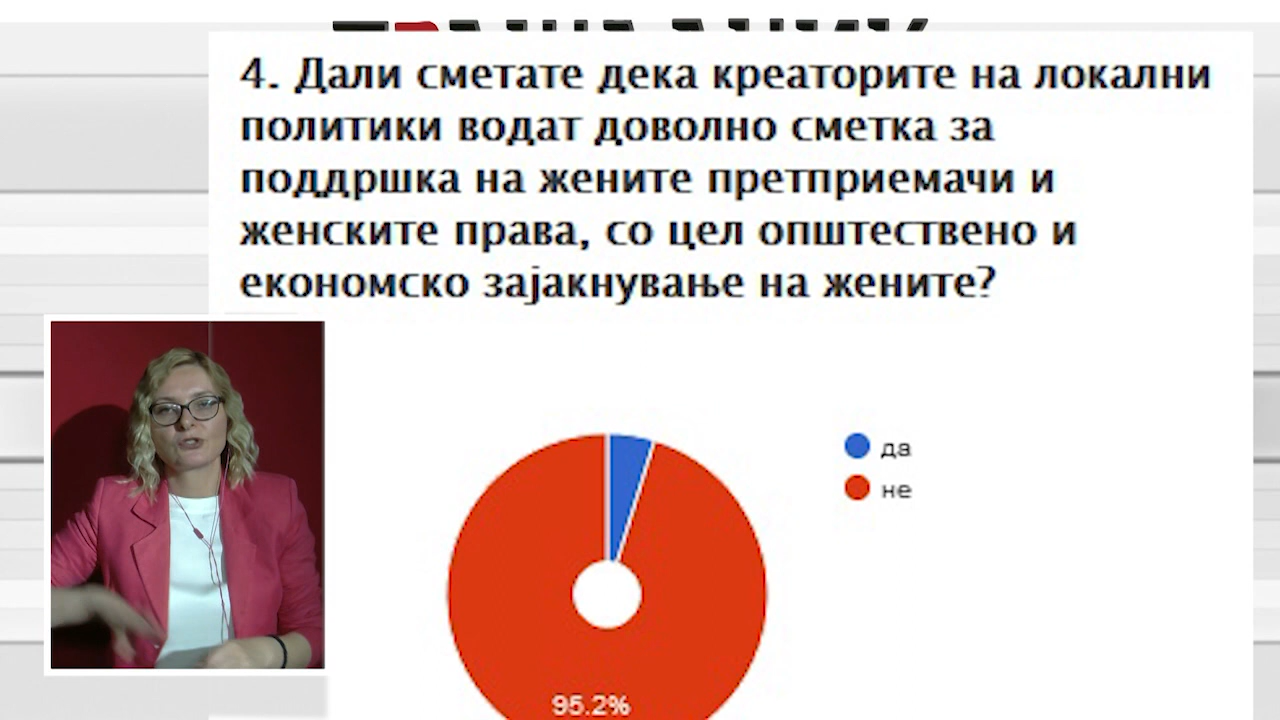 4. Дали сметате дека креаторите на локални
политики водат доволно сметка за
поддршка на жените претприемачи и
женските права, со цел општествено и
економско зајакнување на жените?
да
не
95.2%